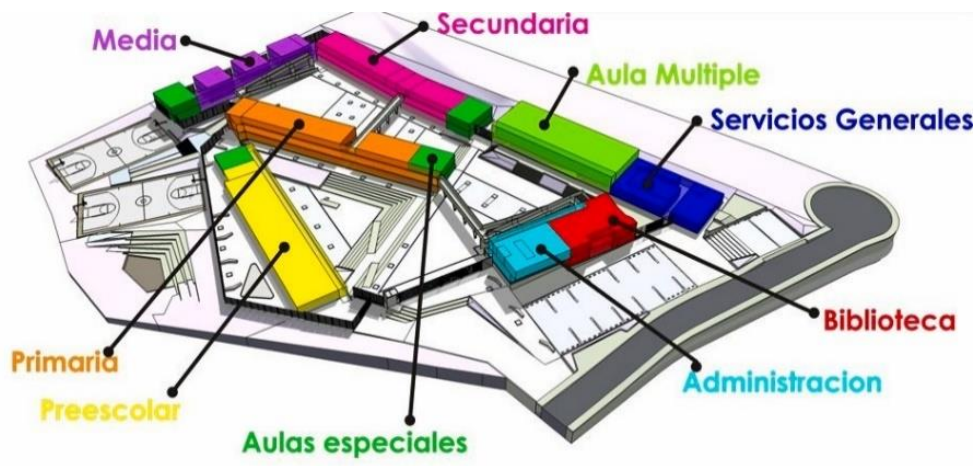 Secundaria
Media
Aula Multiple
Servicios Generales
Biblioteca
Primaria
Administracion
Preescolar
Aulas especiales